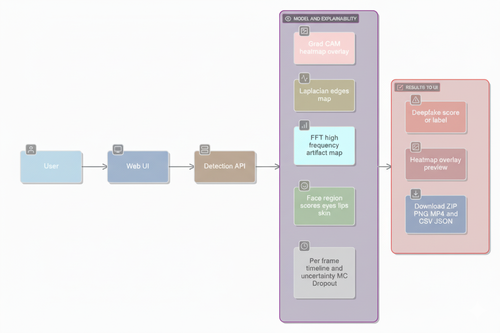 User
Web UI
Detection API
MODEL AND EXPLAINABILITY
Grad CAM
heatmap overlay
Laplacian edges
map
FFT high
frequency
artifact map
Face region
scores eyes lips
skin
Per frame
timeline and
uncertainty MC
Dropout
RESULTS TO UI
Deepfake score
or label
Heatmap overlay
preview
Download ZIP
PNG MP4 and
CSV JSON